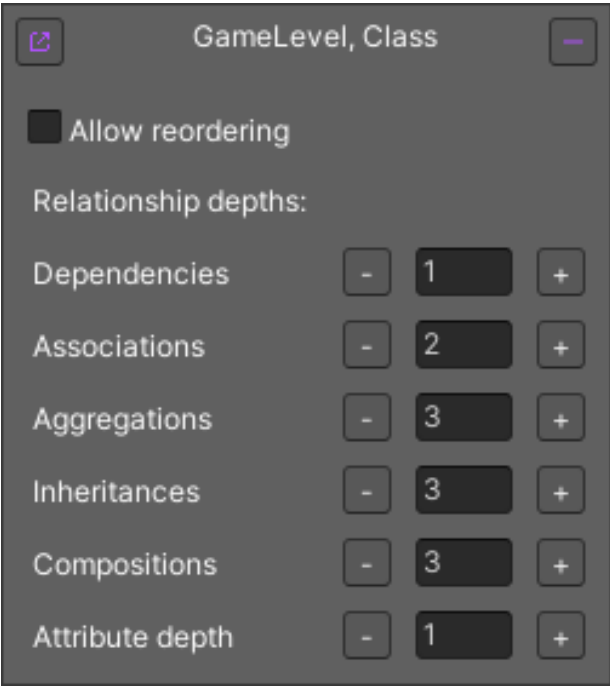 GameLevel, Class
Allow reordering
Relationship depths:
Dependencies - 1 +
Associations - 2 +
Aggregations - 3 +
Inheritances - 3 +
Compositions - 3 +
Attribute depth - 1 +